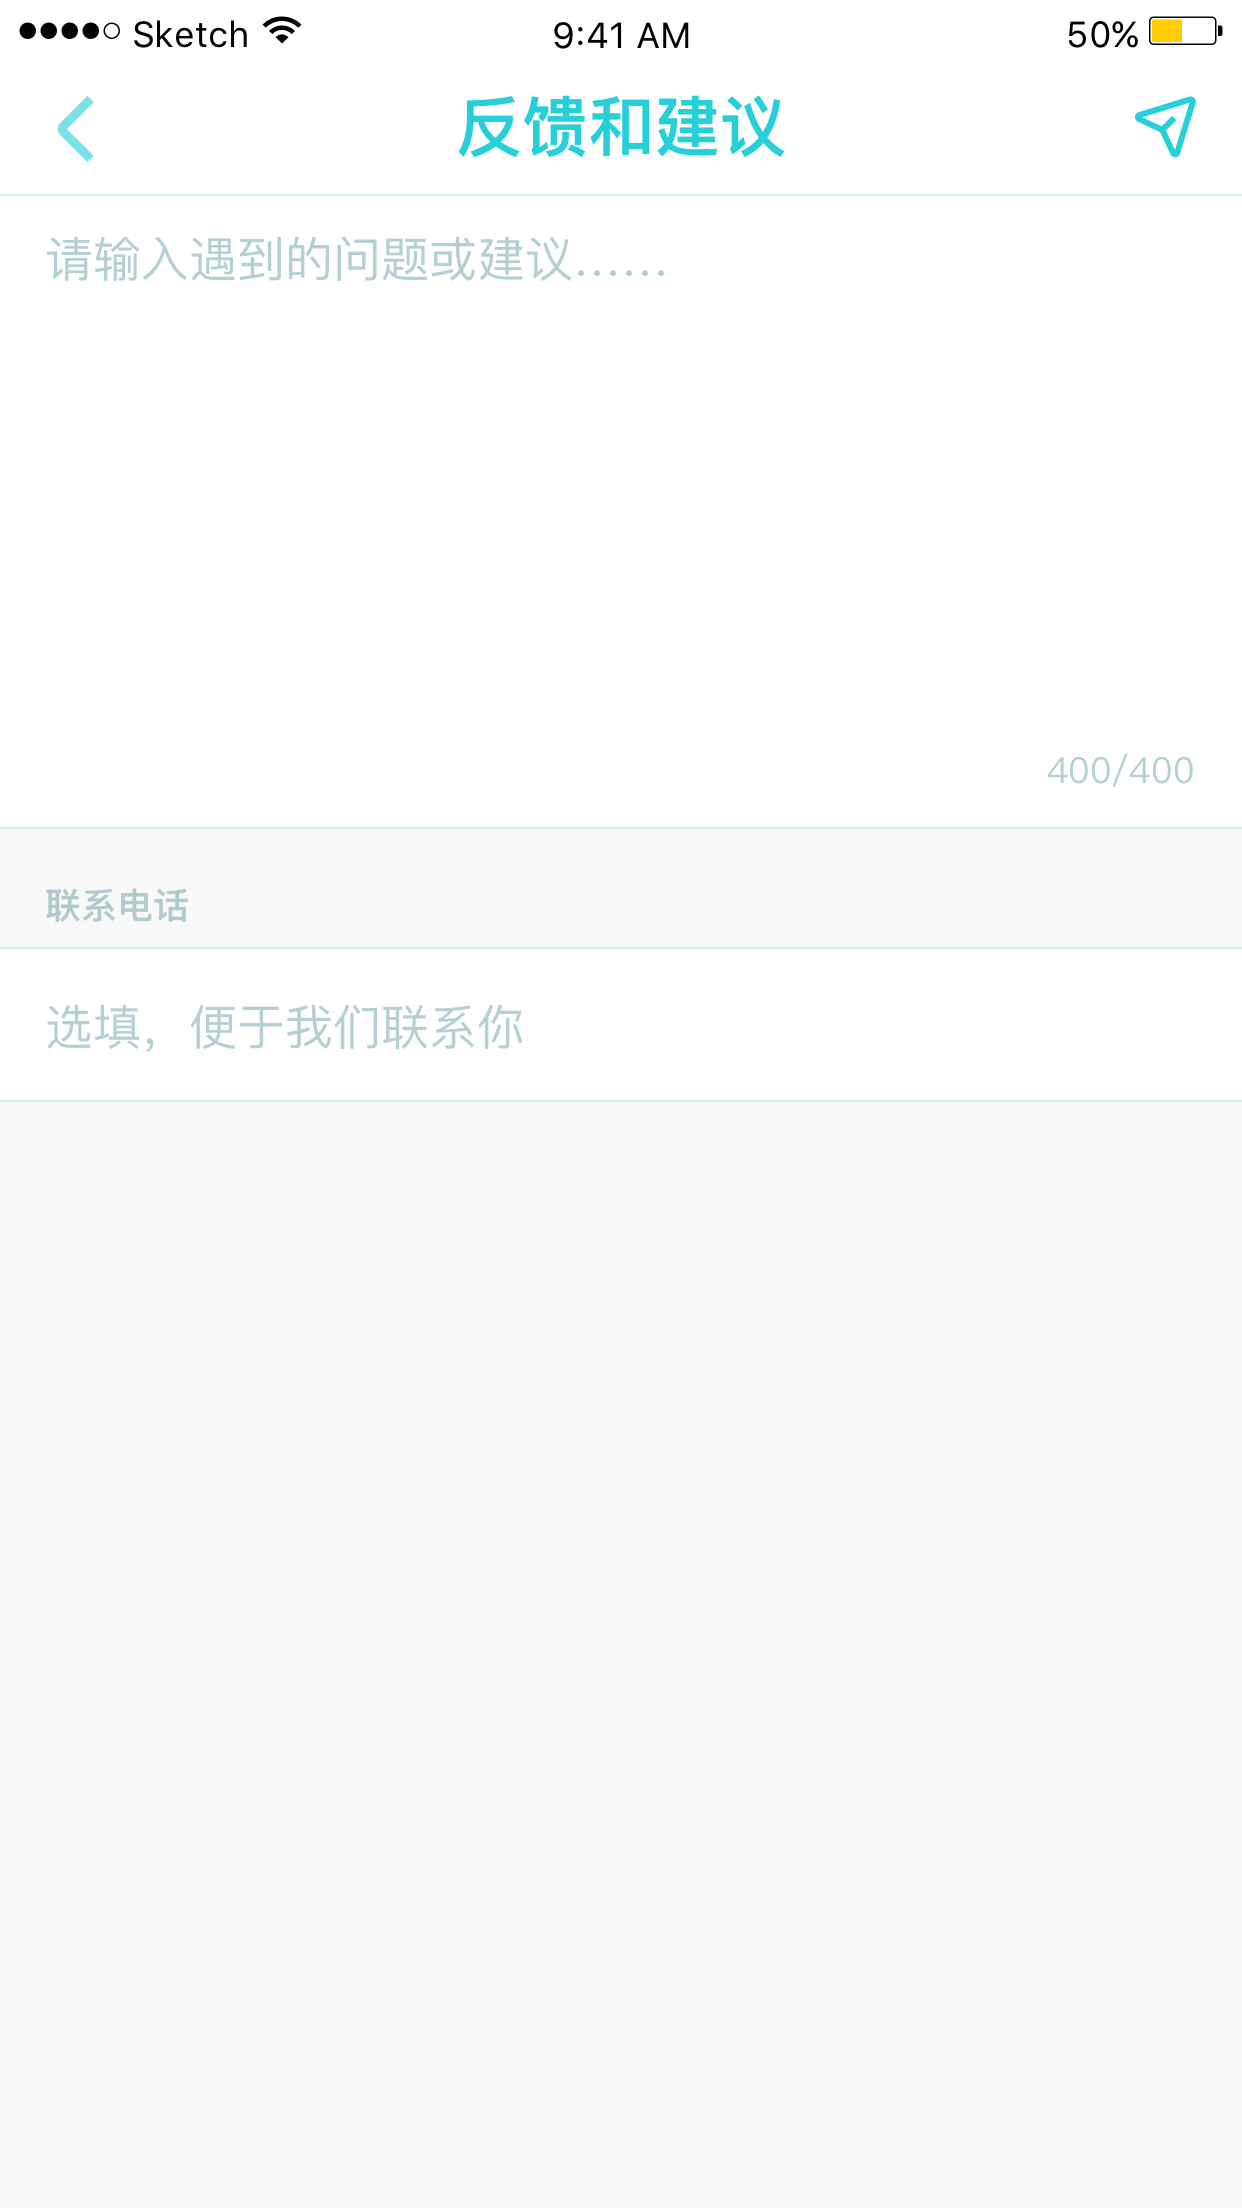 Sketch 9:41 AM 50%
反馈和建议
请输入遇到的问题或建议……
400/400
联系电话
选填，便于我们联系你